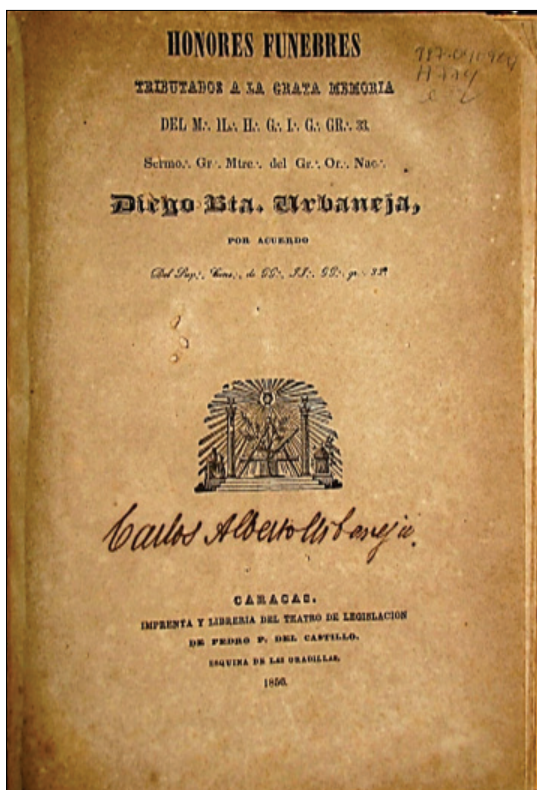 HONORES FUNEBRES
TRIBUTADOS A LA GRATA MEMORIA
DEL M∴ IL∴ H∴ G∴ I∴ G∴ GR∴ 33.
Sermo∴ Gr∴ Mtre∴ del Gr∴ Or∴ Nac∴
Diego Bta. Urbaneja,
POR ACUERDO
Del Sup∴ Cons∴ de GG∴ II∴ GG∴ gr∴ 33º
Carlos Alberto Urbaneja.
CARACAS.
IMPRENTA Y LIBRERIA DEL TEATRO DE LEGISLACION
DE PEDRO P. DEL CASTILLO.
ESQUINA DE LAS GRADILLAS,
1856.